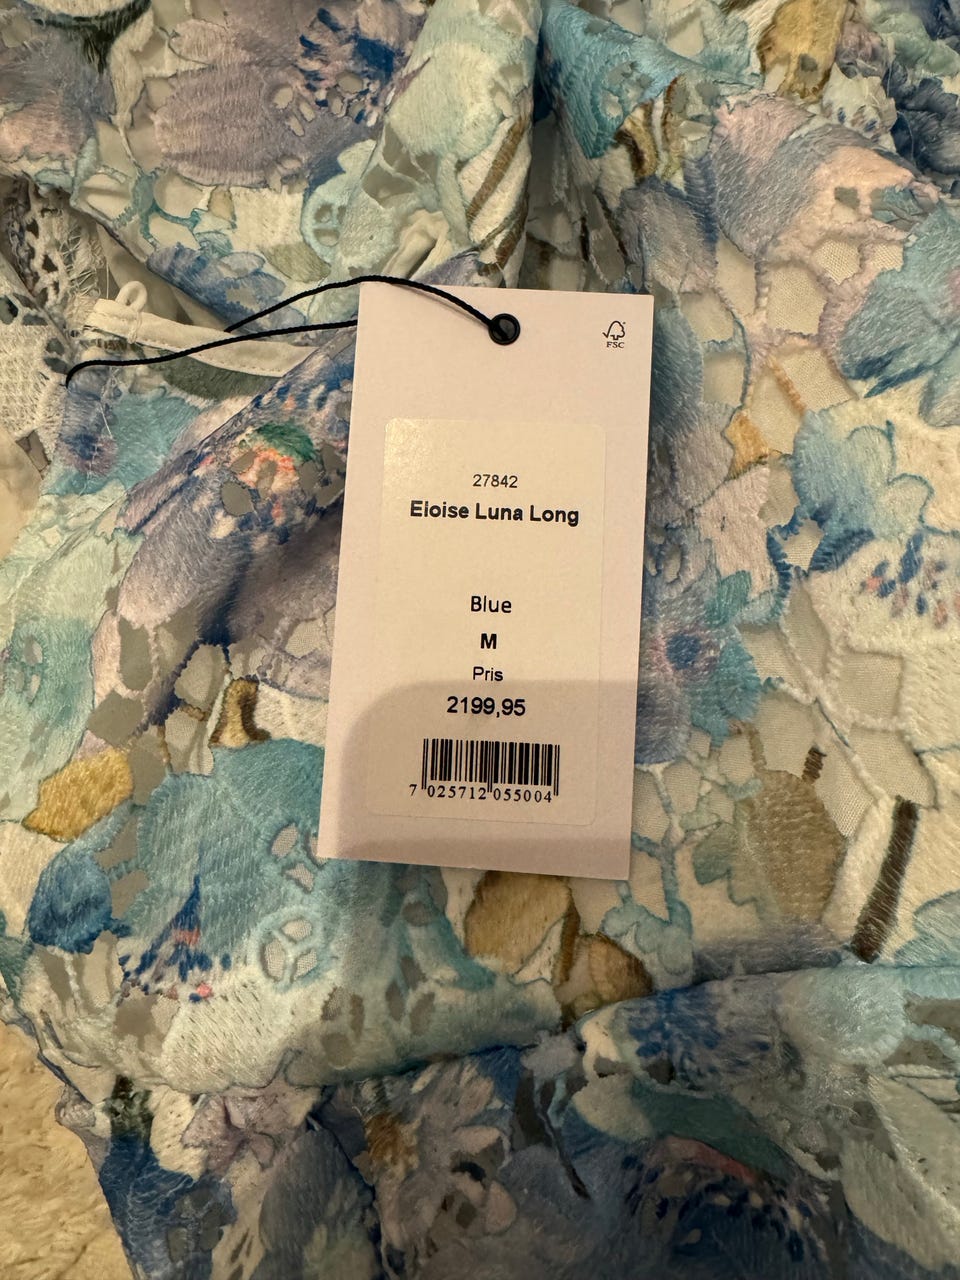 FSC
27842
Eloise Luna Long
Blue
M
Pris
2199,95
7 025712 055004